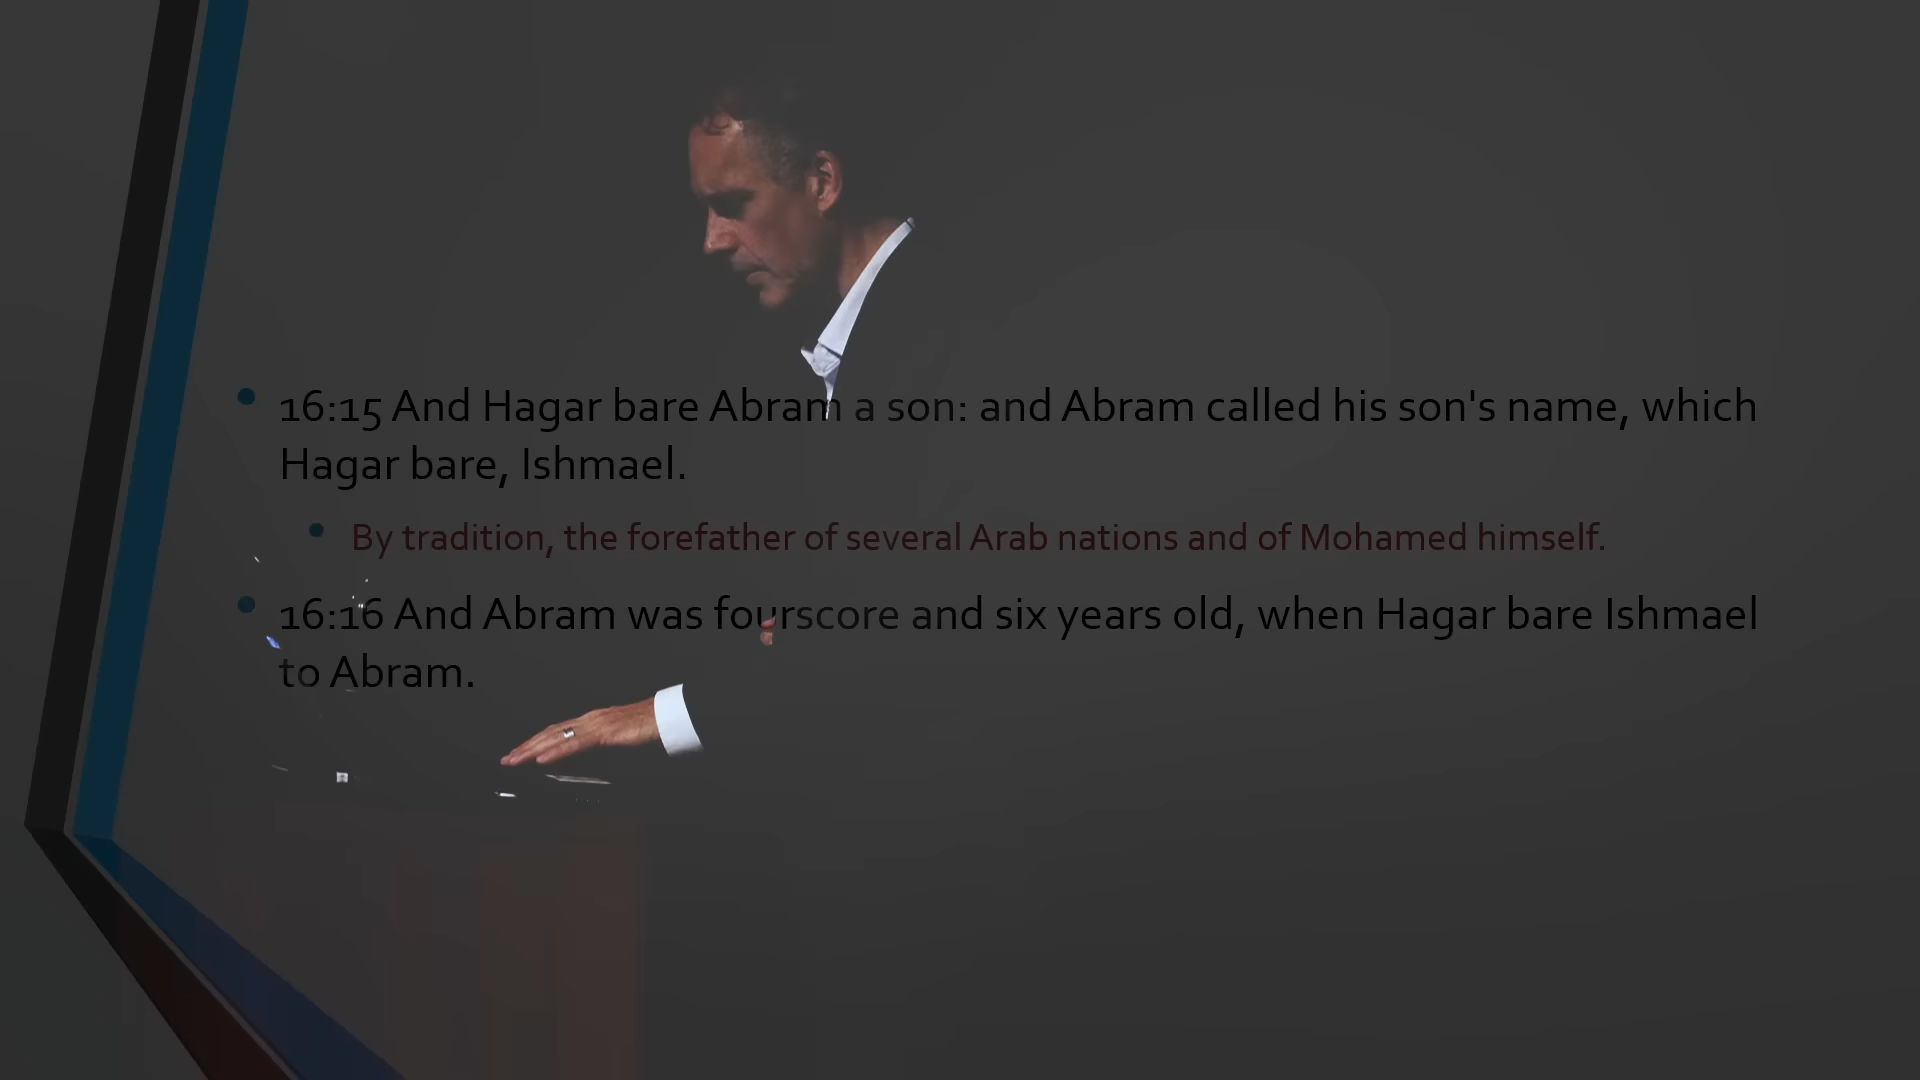 16:15 And Hagar bare Abram a son: and Abram called his son's name, which
Hagar bare, Ishmael.
By tradition, the forefather of several Arab nations and of Mohamed himself.
16:16 And Abram was fourscore and six years old, when Hagar bare Ishmael
to Abram.